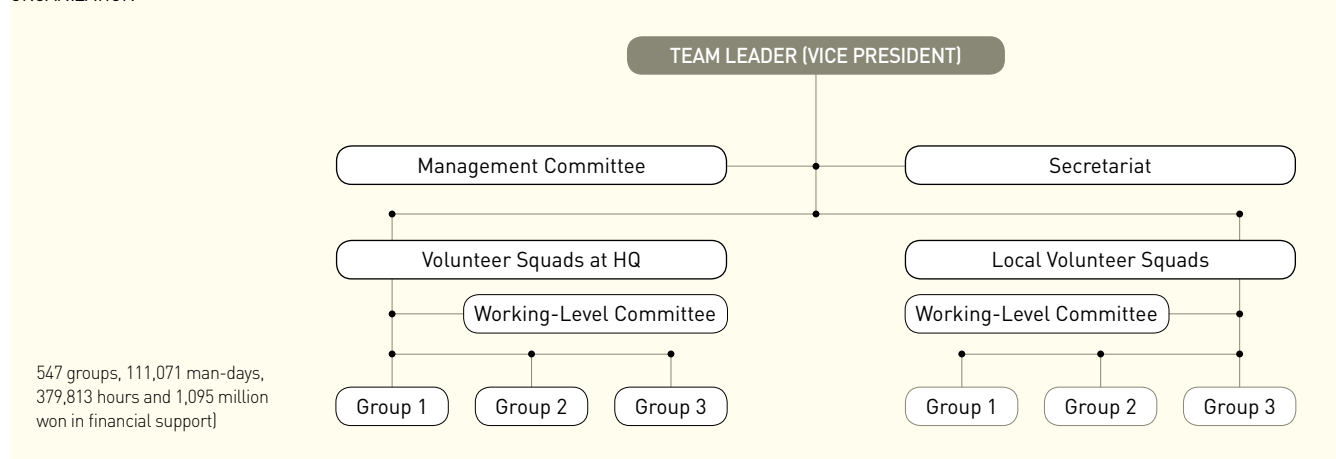 TEAM LEADER (VICE PRESIDENT)
Management Committee
Secretariat
Volunteer Squads at HQ
Local Volunteer Squads
Working-Level Committee
Working-Level Committee
547 groups, 111,071 man-days,
379,813 hours and 1,095 million
won in financial support)
Group 1
Group 2
Group 3
Group 1
Group 2
Group 3